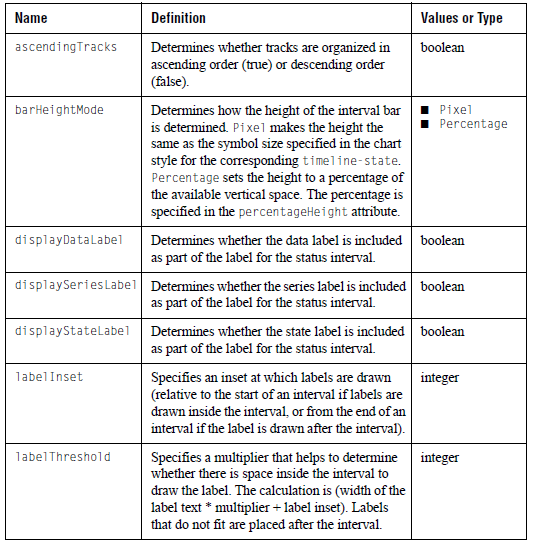 Name Definition Values or Type
ascendingTracks Determines whether tracks are organized in boolean
ascending order (true) or descending order
(false).
barHeightMode Determines how the height of the interval bar ■ Pixel
is determined. Pixel makes the height the ■ Percentage
same as the symbol size specified in the chart
style for the corresponding timeline-state.
Percentage sets the height to a percentage of
the available vertical space. The percentage is
specified in the percentageHeight attribute.
displayDataLabel Determines whether the data label is included boolean
as part of the label for the status interval.
displaySeriesLabel Determines whether the series label is included boolean
as part of the label for the status interval.
displayStateLabel Determines whether the state label is included boolean
as part of the label for the status interval.
labelInset Specifies an inset at which labels are drawn integer
(relative to the start of an interval if labels are
drawn inside the interval, or from the end of an
interval if the label is drawn after the interval).
labelThreshold Specifies a multiplier that helps to determine integer
whether there is space inside the interval to
draw the label. The calculation is (width of the
label text * multiplier + label inset). Labels
that do not fit are placed after the interval.